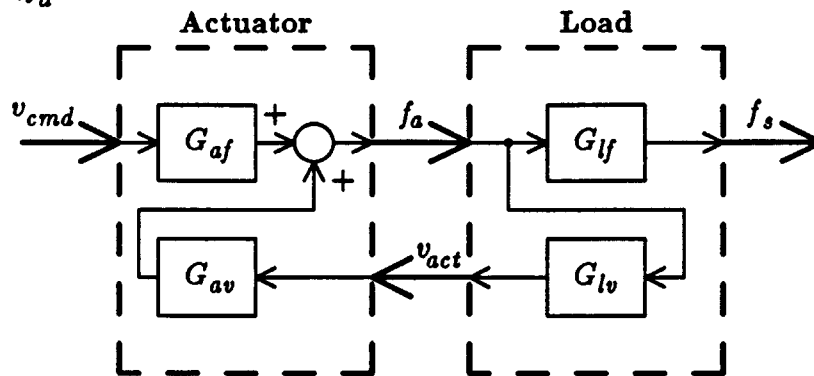 Actuator Load
v_cmd G_af + + f_a G_lf f_s
G_av v_act G_lv